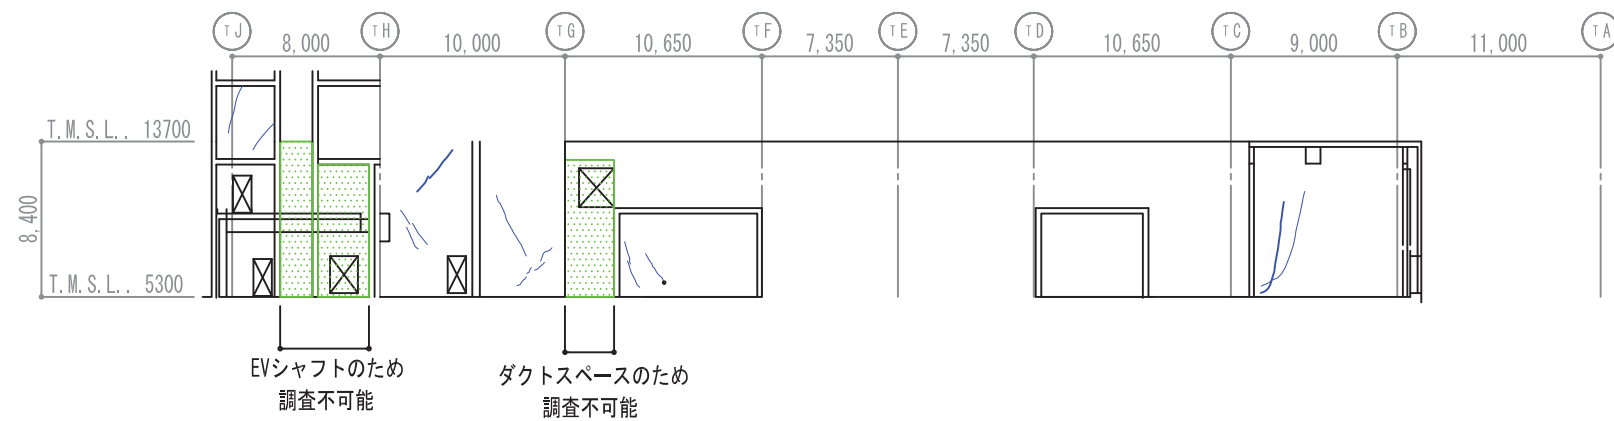 TJ TH TG TF TE TD TC TB TA
8,000 10,000 10,650 7,350 7,350 10,650 9,000 11,000
T.M.S.L.. 13700
8,400
T.M.S.L.. 5300
EVシャフトのため
調査不可能
ダクトスペースのため
調査不可能